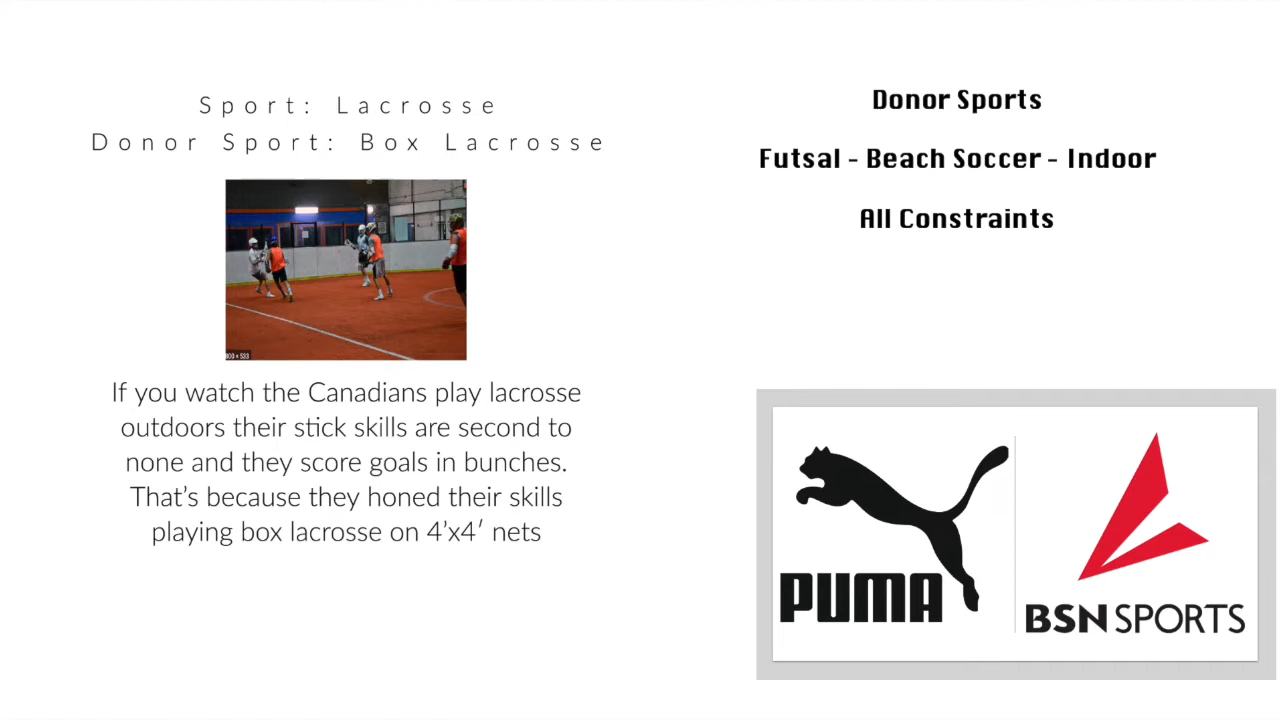 Sport: Lacrosse
Donor Sport: Box Lacrosse
800 × 533
If you watch the Canadians play lacrosse
outdoors their stick skills are second to
none and they score goals in bunches.
That's because they honed their skills
playing box lacrosse on 4'x4′ nets
Donor Sports
Futsal - Beach Soccer - Indoor
All Constraints
PUMA
BSN SPORTS